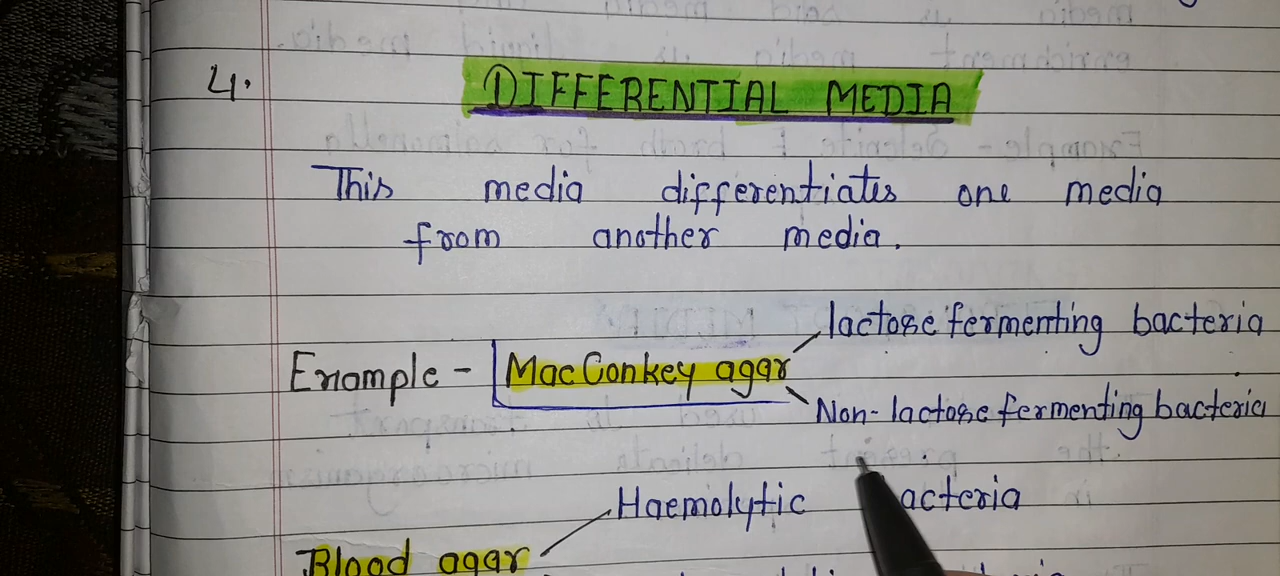 4. DIFFERENTIAL MEDIA
This media differentiates one media
from another media.
lactose fermenting bacteria
Example - MacConkey agar
Non-lactose fermenting bacteria
Haemolytic bacteria
Blood agar